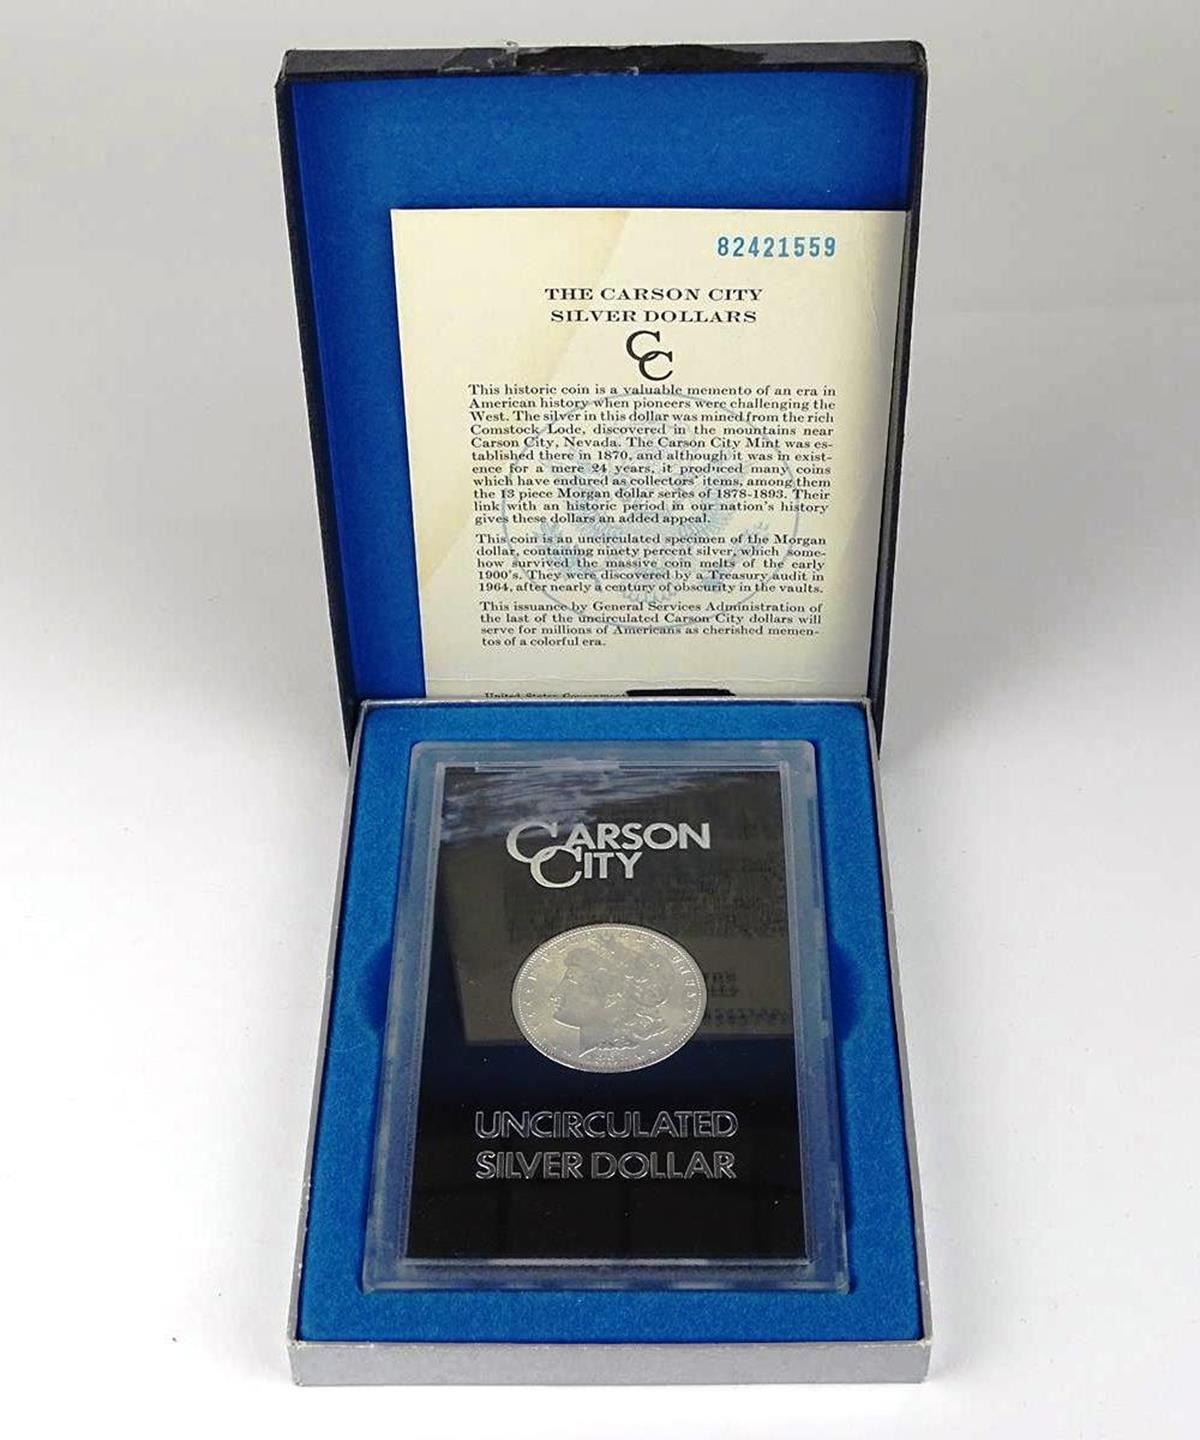 82421559
THE CARSON CITY
SILVER DOLLARS
CC
This historic coin is a valuable memento of an era in
American history when pioneers were challenging the
West. The silver in this dollar was mined from the rich
Comstock Lode, discovered in the mountains near
Carson City, Nevada. The Carson City Mint was es-
tablished there in 1870, and although it was in exist-
ence for a mere 24 years, it produced many coins
which have endured as collectors' items, among them
the 13 piece Morgan dollar series of 1878-1893. Their
link with an historic period in our nation's history
gives these dollars an added appeal.
This coin is an uncirculated specimen of the Morgan
dollar, containing ninety percent silver, which some-
how survived the massive coin melts of the early
1900's. They were discovered by a Treasury audit in
1964, after nearly a century of obscurity in the vaults.
This issuance by General Services Administration of
the last of the uncirculated Carson City dollars will
serve for millions of Americans as cherished memen-
tos of a colorful era.
United States Government
CARSON
CITY
UNCIRCULATED
SILVER DOLLAR